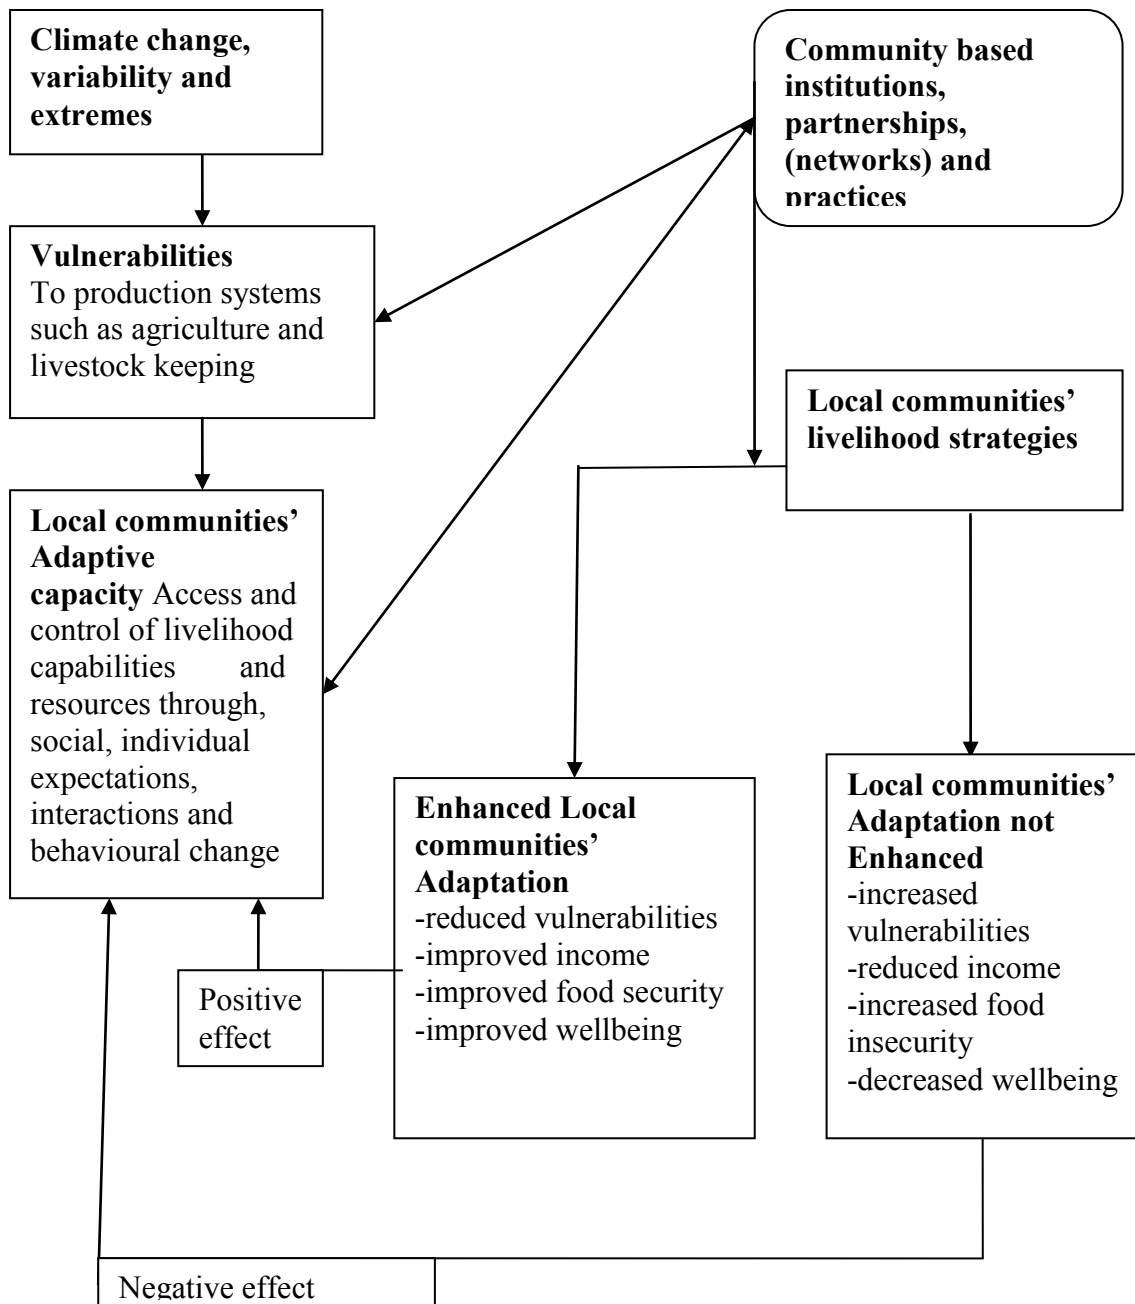 Climate change,
variability and
extremes
Community based
institutions,
partnerships,
(networks) and
practices
Vulnerabilities
To production systems
such as agriculture and
livestock keeping
Local communities’
livelihood strategies
Local communities’
Adaptive
capacity Access and
control of livelihood
capabilities and
resources through,
social, individual
expectations,
interactions and
behavioural change
Enhanced Local
communities’
Adaptation
-reduced vulnerabilities
-improved income
-improved food security
-improved wellbeing
Local communities’
Adaptation not
Enhanced
-increased
vulnerabilities
-reduced income
-increased food
insecurity
-decreased wellbeing
Positive
effect
Negative effect